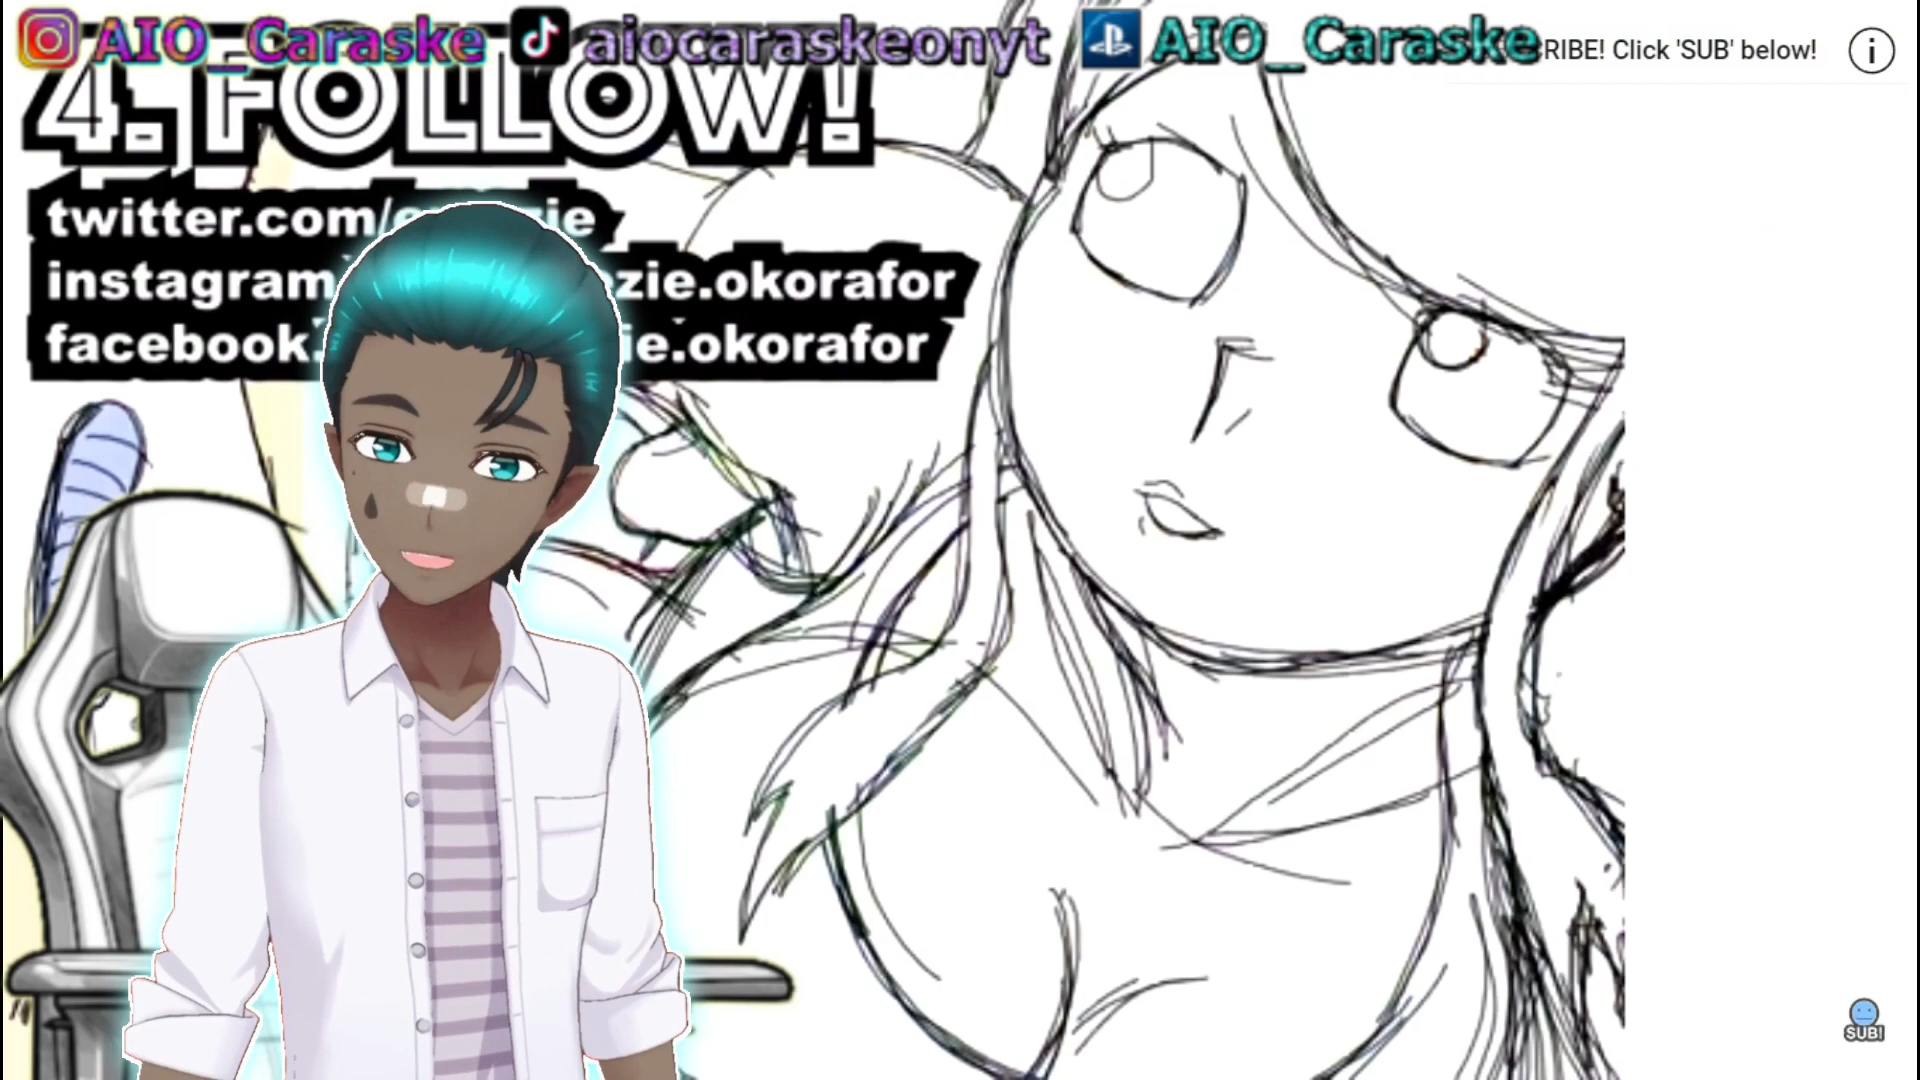 AIO_Caraske aiocaraskeonyt AIO_Caraske RIBE! Click 'SUB' below!
4. FOLLOW!
twitter.com/
instagram zie.okorafor
facebook. ie.okorafor
SUB!